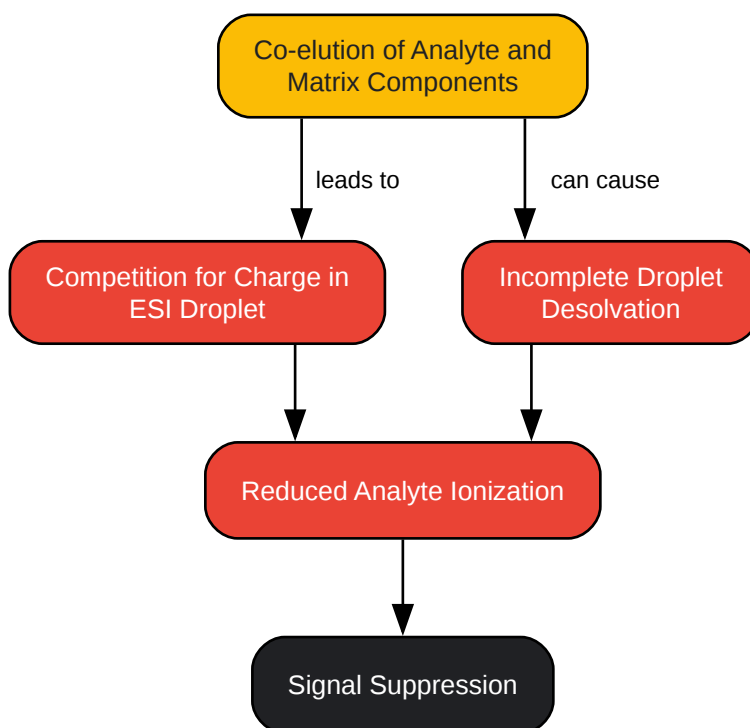 Co-elution of Analyte and
Matrix Components
leads to
can cause
Competition for Charge in
ESI Droplet
Incomplete Droplet
Desolvation
Reduced Analyte Ionization
Signal Suppression